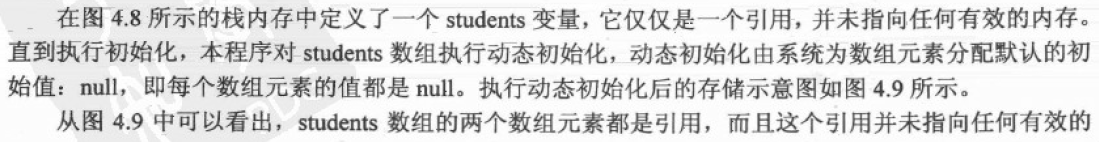 在图 4.8 所示的栈内存中定义了一个 students 变量，它仅仅是一个引用，并未指向任何有效的内存。
直到执行初始化，本程序对 students 数组执行动态初始化，动态初始化由系统为数组元素分配默认的初
始值：null，即每个数组元素的值都是 null。执行动态初始化后的存储示意图如图 4.9 所示。
从图 4.9 中可以看出，students 数组的两个数组元素都是引用，而且这个引用并未指向任何有效的